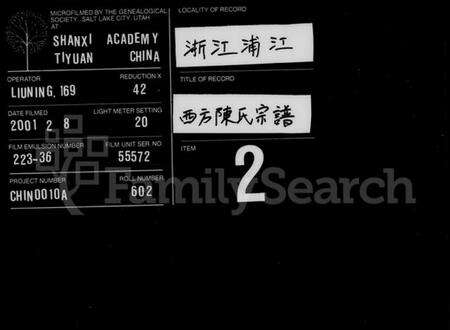 MICROFILMED BY THE GENEALOGICAL
SOCIETY, SALT LAKE CITY, UTAH
AT
SHANXI ACADEMY
TIYUAN CHINA
OPERATOR REDUCTION X
LIUNING, 169 42
DATE FILMED LIGHT METER SETTING
2001 2 8 20
FILM EMULSION NUMBER FILM UNIT SER NO
223-36 55572
PROJECT NUMBER ROLL NUMBER
CHIN0010A 602
LOCALITY OF RECORD
浙江浦江
TITLE OF RECORD
西方陳氏宗譜
ITEM
2
FamilySearch